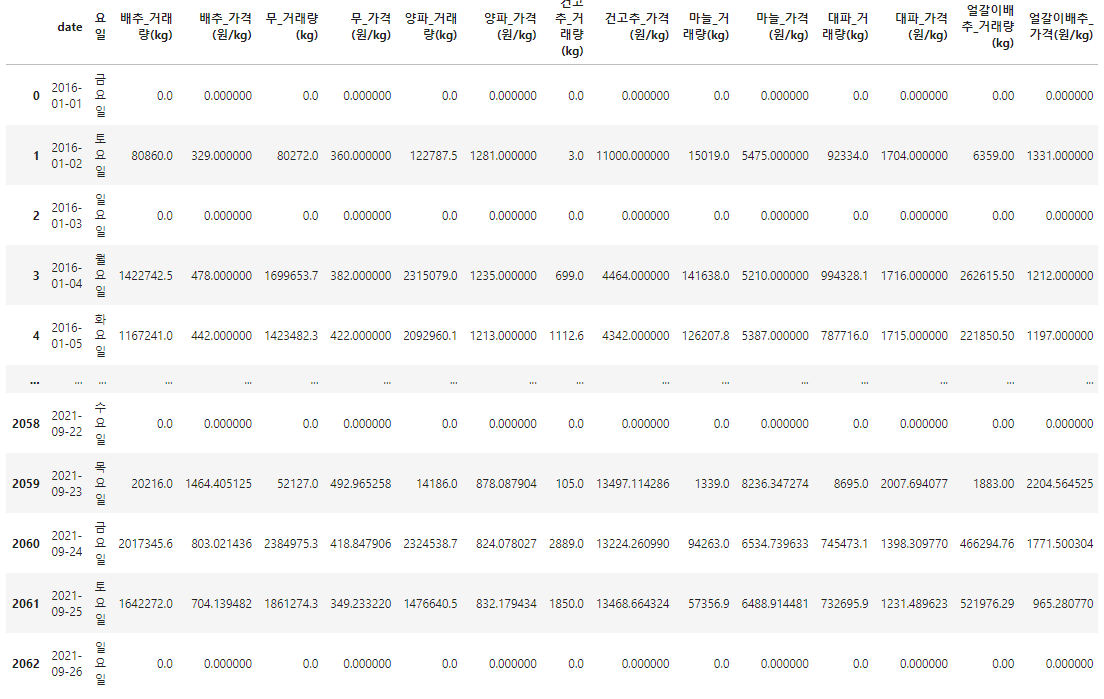 date 요일 배추_거래량(kg) 배추_가격(원/kg) 무_거래량(kg) 무_가격(원/kg) 양파_거래량(kg) 양파_가격(원/kg) 건고추_거래량(kg) 건고추_가격(원/kg) 마늘_거래량(kg) 마늘_가격(원/kg) 대파_거래량(kg) 대파_가격(원/kg) 얼갈이배추_거래량(kg) 얼갈이배추_가격(원/kg)
0 2016-01-01 금요일 0.0 0.000000 0.0 0.000000 0.0 0.000000 0.0 0.000000 0.0 0.000000 0.0 0.000000 0.00 0.000000
1 2016-01-02 토요일 80860.0 329.000000 80272.0 360.000000 122787.5 1281.000000 3.0 11000.000000 15019.0 5475.000000 92334.0 1704.000000 6359.00 1331.000000
2 2016-01-03 일요일 0.0 0.000000 0.0 0.000000 0.0 0.000000 0.0 0.000000 0.0 0.000000 0.0 0.000000 0.00 0.000000
3 2016-01-04 월요일 1422742.5 478.000000 1699653.7 382.000000 2315079.0 1235.000000 699.0 4464.000000 141638.0 5210.000000 994328.1 1716.000000 262615.50 1212.000000
4 2016-01-05 화요일 1167241.0 442.000000 1423482.3 422.000000 2092960.1 1213.000000 1112.6 4342.000000 126207.8 5387.000000 787716.0 1715.000000 221850.50 1197.000000
... ... ... ... ... ... ... ... ... ... ... ... ... ... ... ... ...
2058 2021-09-22 수요일 0.0 0.000000 0.0 0.000000 0.0 0.000000 0.0 0.000000 0.0 0.000000 0.0 0.000000 0.00 0.000000
2059 2021-09-23 목요일 20216.0 1464.405125 52127.0 492.965258 14186.0 878.087904 105.0 13497.114286 1339.0 8236.347274 8695.0 2007.694077 1883.00 2204.564525
2060 2021-09-24 금요일 2017345.6 803.021436 2384975.3 418.847906 2324538.7 824.078027 2889.0 13224.260990 94263.0 6534.739633 745473.1 1398.309770 466294.76 1771.500304
2061 2021-09-25 토요일 1642272.0 704.139482 1861274.3 349.233220 1476640.5 832.179434 1850.0 13468.664324 57356.9 6488.914481 732695.9 1231.489623 521976.29 965.280770
2062 2021-09-26 일요일 0.0 0.000000 0.0 0.000000 0.0 0.000000 0.0 0.000000 0.0 0.000000 0.0 0.000000 0.00 0.000000